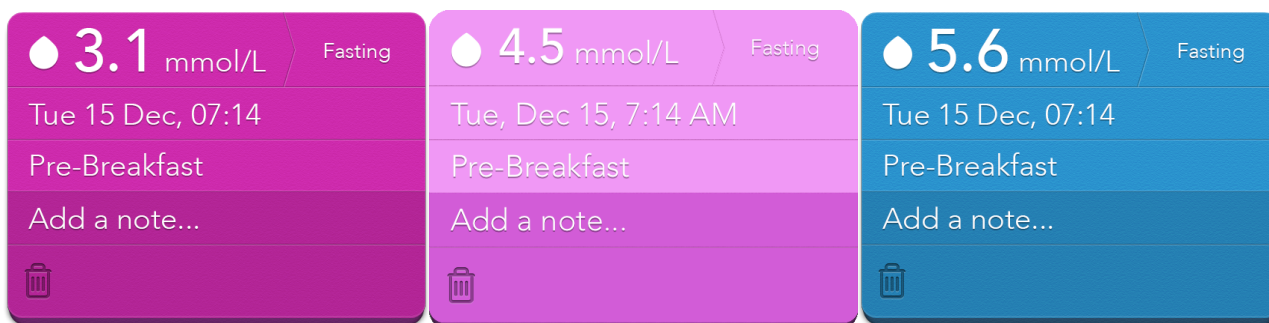 3.1 mmol/L Fasting
Tue 15 Dec, 07:14
Pre-Breakfast
Add a note...
4.5 mmol/L Fasting
Tue, Dec 15, 7:14 AM
Pre-Breakfast
Add a note...
5.6 mmol/L Fasting
Tue 15 Dec, 07:14
Pre-Breakfast
Add a note...